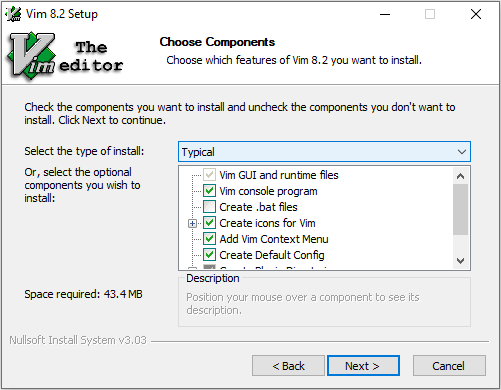 Vim 8.2 Setup
The
Vim
editor
Choose Components
Choose which features of Vim 8.2 you want to install.
Check the components you want to install and uncheck the components you don't want to
install. Click Next to continue.
Select the type of install:
Typical
Or, select the optional
components you wish to
install:
Vim GUI and runtime files
Vim console program
Create .bat files
Create icons for Vim
Add Vim Context Menu
Create Default Config
Space required: 43.4 MB
Description
Position your mouse over a component to see its
description.
Nullsoft Install System v3.03
< Back
Next >
Cancel